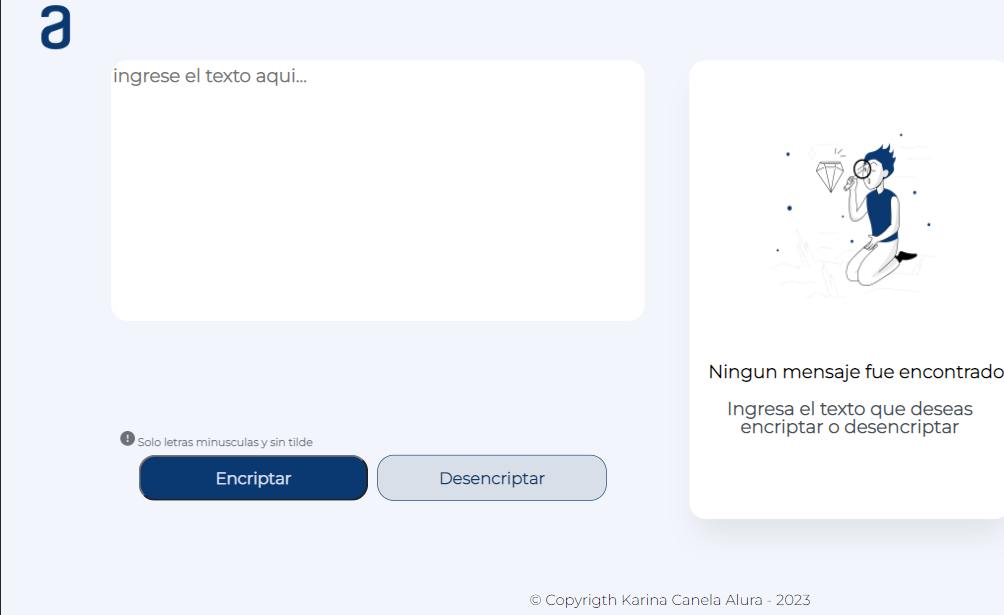 a
ingrese el texto aqui...
Ningun mensaje fue encontrado
Ingresa el texto que deseas
encriptar o desencriptar
! Solo letras minusculas y sin tilde
Encriptar
Desencriptar
© Copyrigth Karina Canela Alura - 2023